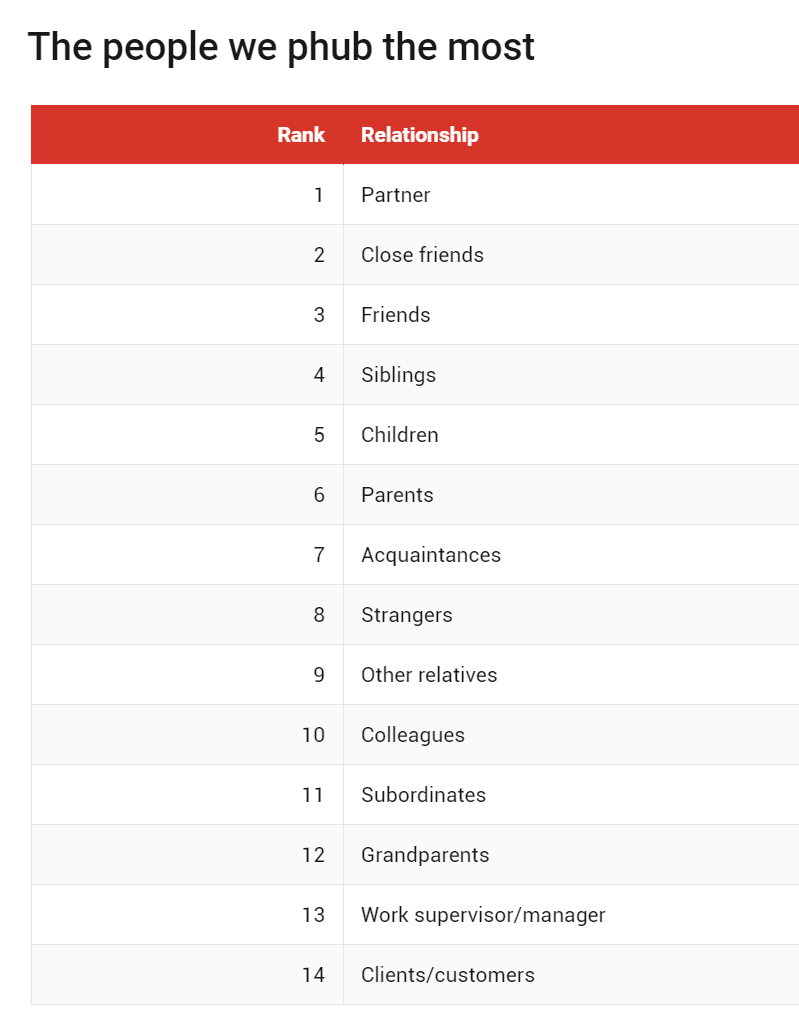 The people we phub the most
Rank Relationship
1 Partner
2 Close friends
3 Friends
4 Siblings
5 Children
6 Parents
7 Acquaintances
8 Strangers
9 Other relatives
10 Colleagues
11 Subordinates
12 Grandparents
13 Work supervisor/manager
14 Clients/customers